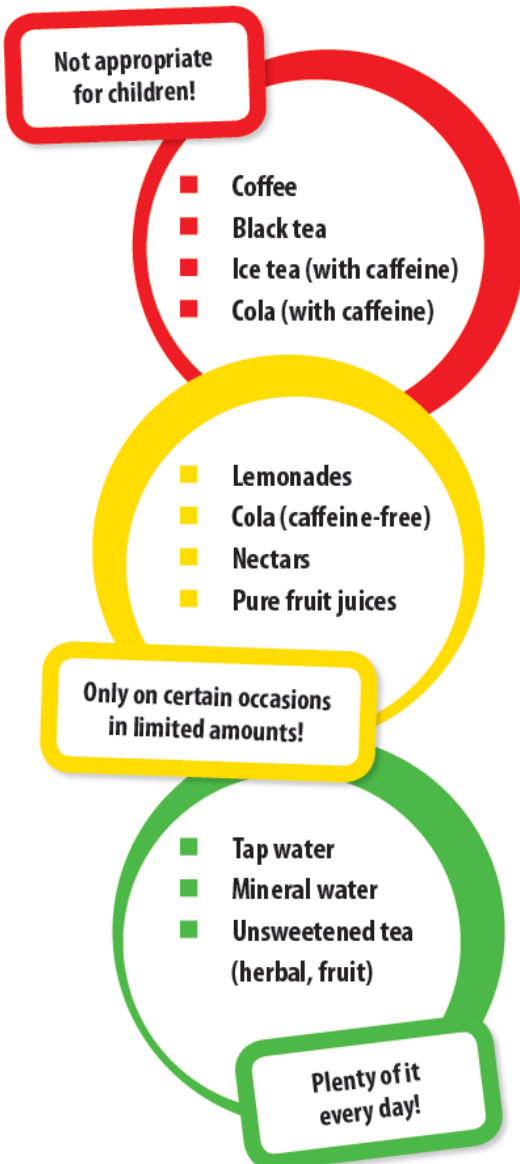 Not appropriate
for children!
Coffee
Black tea
Ice tea (with caffeine)
Cola (with caffeine)
Lemonades
Cola (caffeine-free)
Nectars
Pure fruit juices
Only on certain occasions
in limited amounts!
Tap water
Mineral water
Unsweetened tea
(herbal, fruit)
Plenty of it
every day!